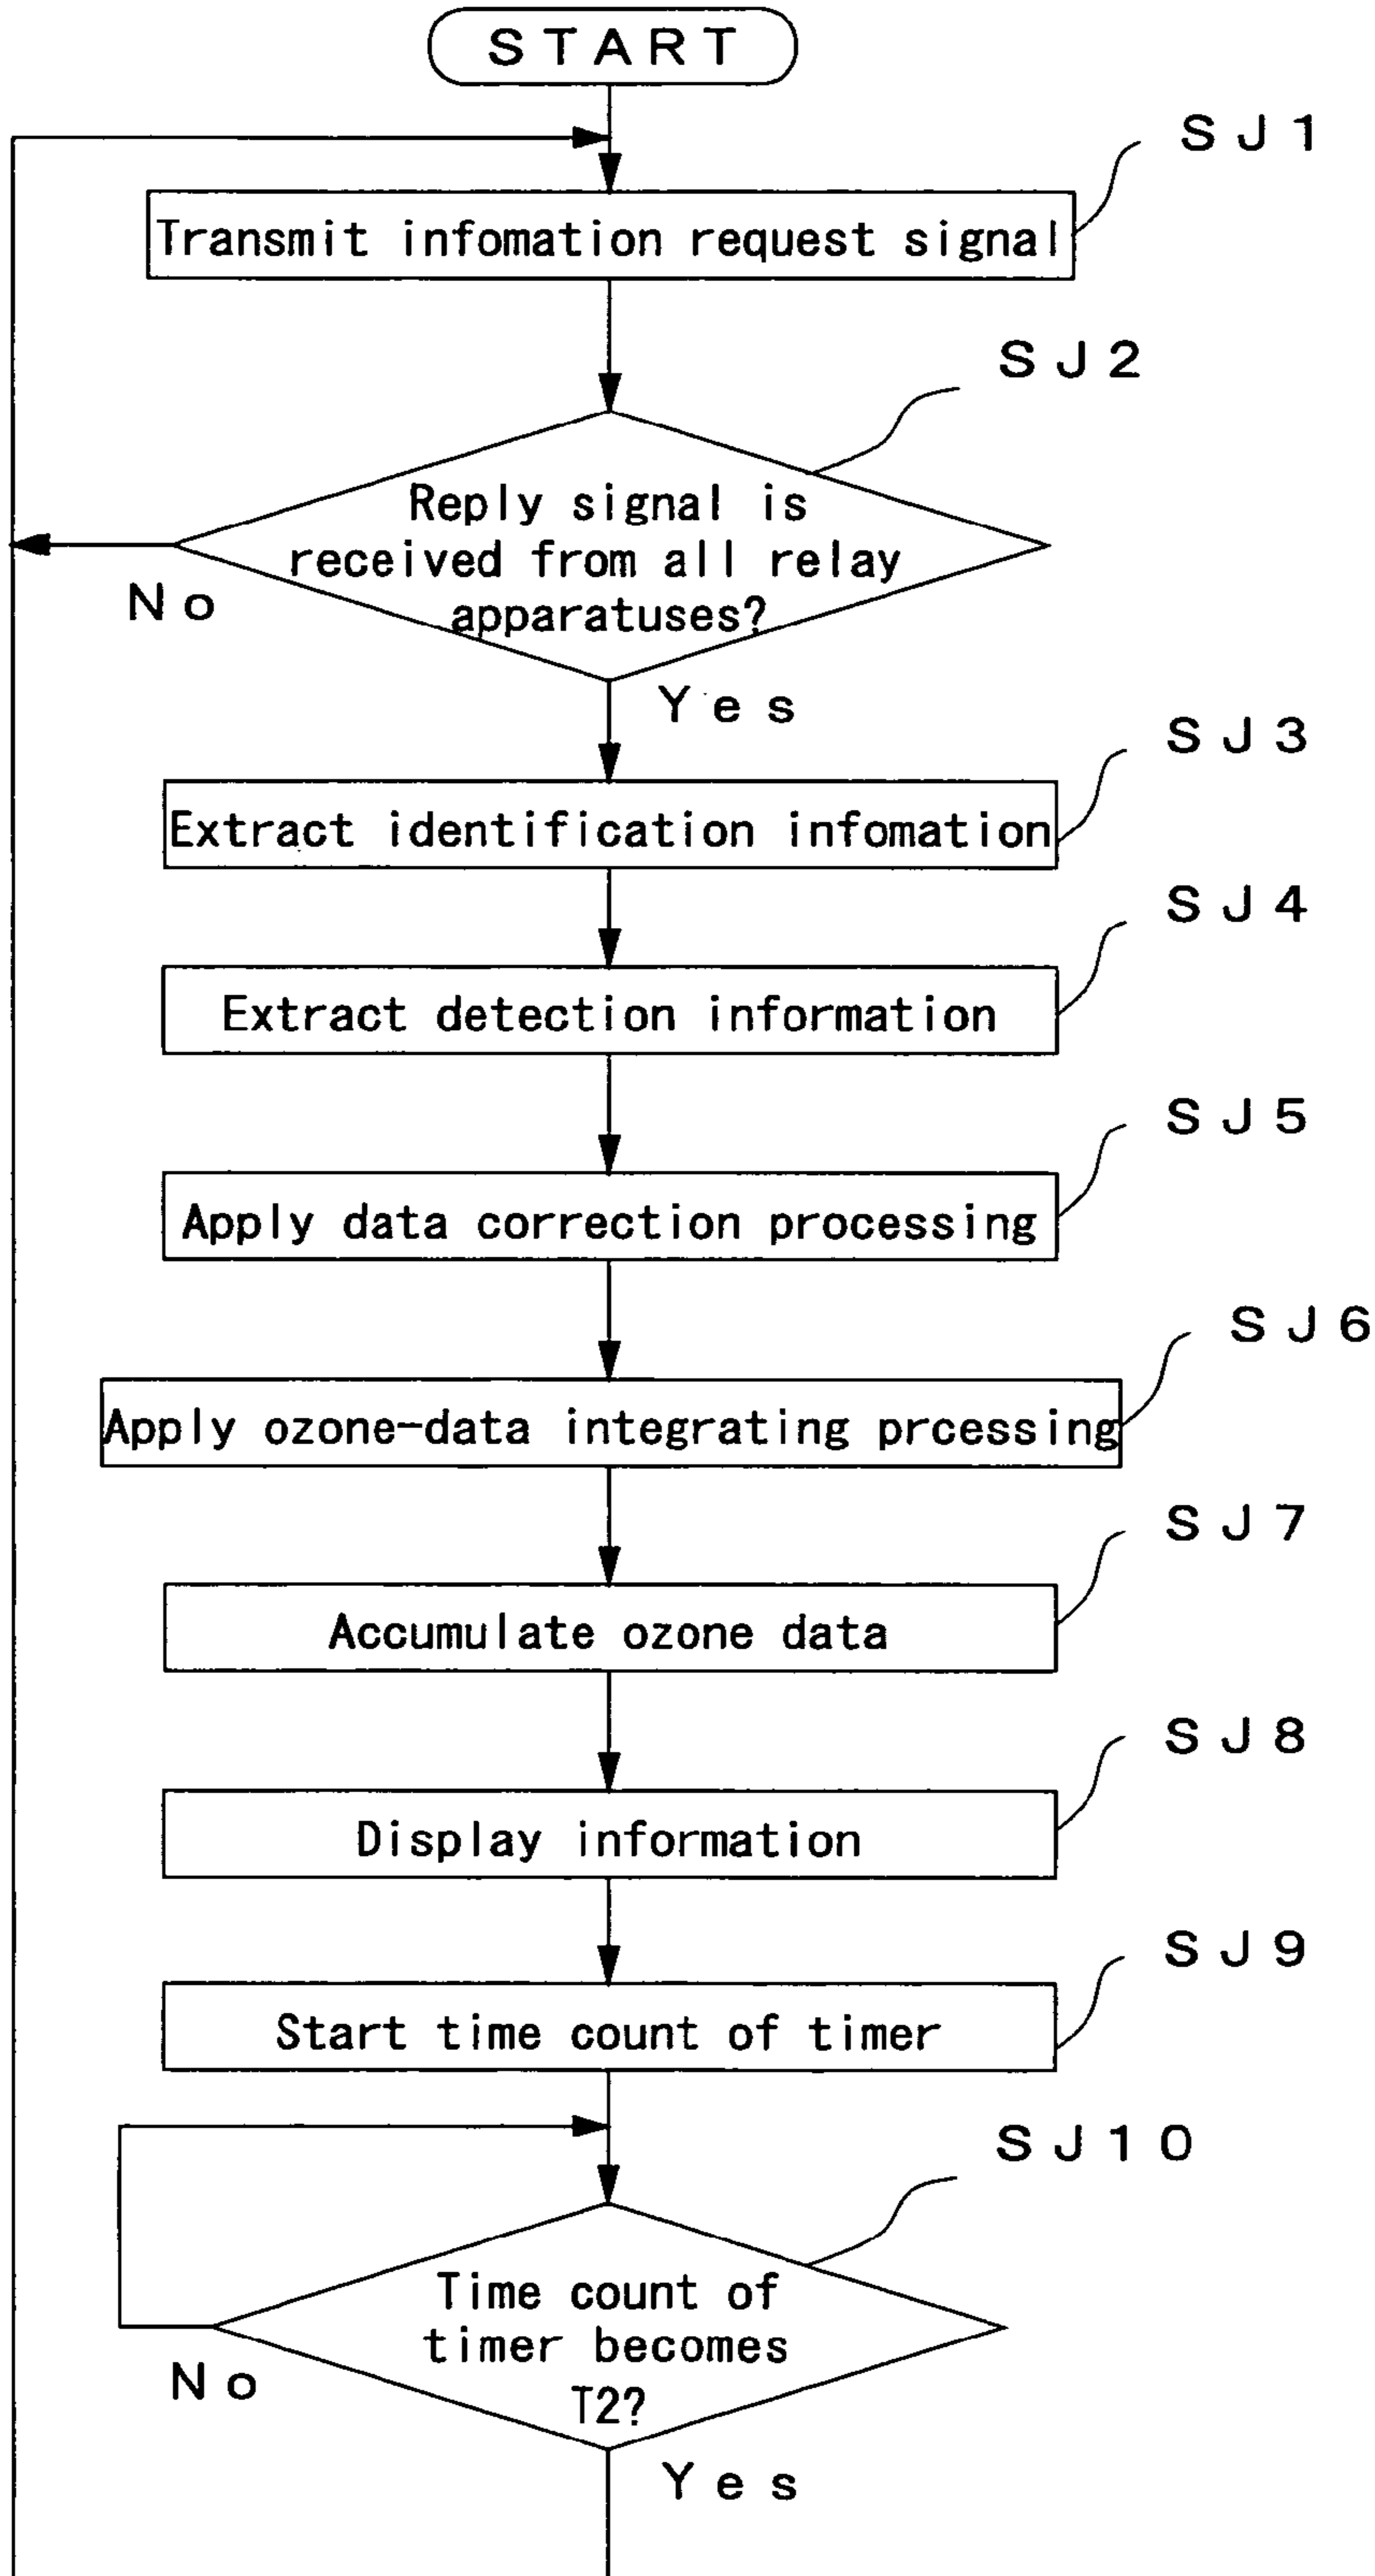 START
SJ1
Transmit infomation request signal
SJ2
Reply signal is
received from all relay
apparatuses?
No
Yes
SJ3
Extract identification infomation
SJ4
Extract detection information
SJ5
Apply data correction processing
SJ6
Apply ozone-data integrating prcessing
SJ7
Accumulate ozone data
SJ8
Display information
SJ9
Start time count of timer
SJ10
Time count of
timer becomes
T2?
No
Yes